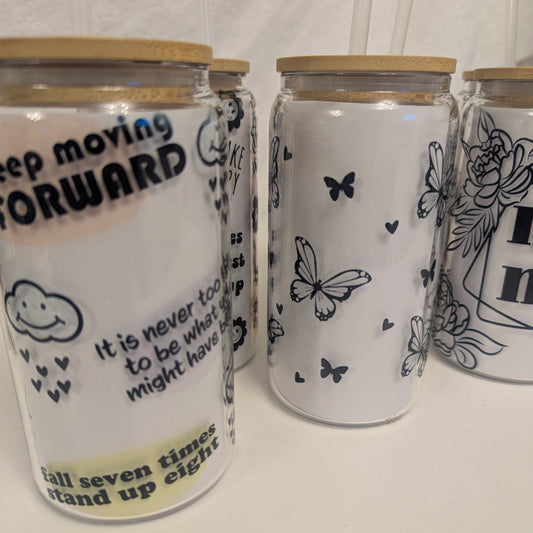 eep moving
FORWARD
It is never too
to be what
might have
fall seven times
stand up eight